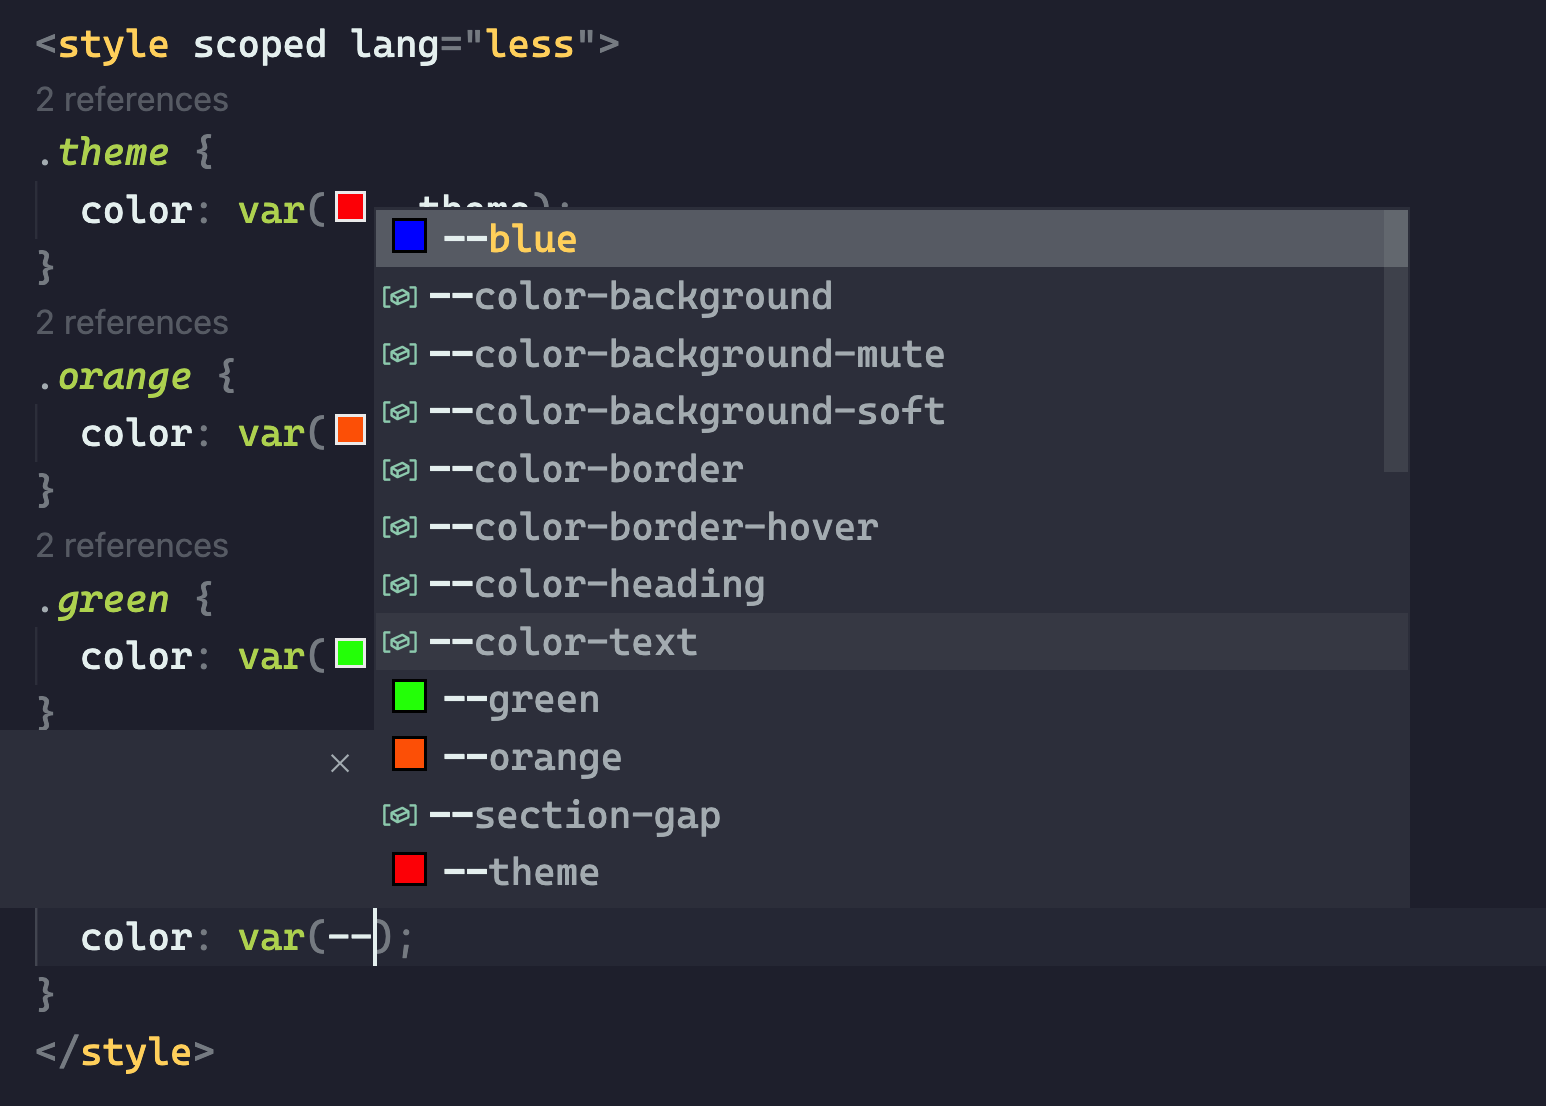 <style scoped lang="less">
2 references
.theme {
color: var( --theme);
}
2 references
.orange {
color: var(
}
2 references
.green {
color: var(
}
--blue
--color-background
--color-background-mute
--color-background-soft
--color-border
--color-border-hover
--color-heading
--color-text
--green
--orange
--section-gap
--theme
color: var(--);
}
</style>